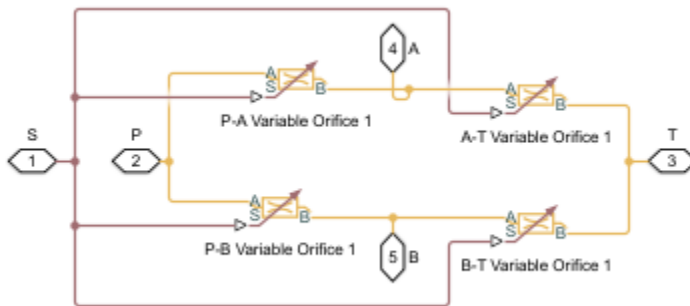 4 A
A
S
B
P-A Variable Orifice 1
A
S
B
A-T Variable Orifice 1
S
1
P
2
T
3
A
S
B
P-B Variable Orifice 1
5 B
A
S
B
B-T Variable Orifice 1